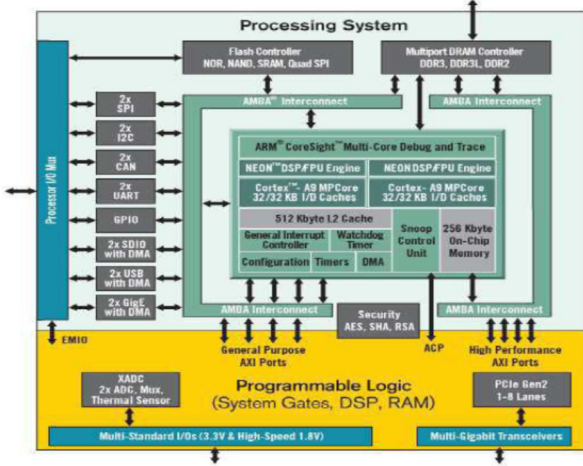 Processing System
Flash Controller
NOR, NAND, SRAM, Quad SPI
Multiport DRAM Controller
DDR3, DDR3L, DDR2
Processor I/O Mux
2x
SPI
2x
I2C
2x
CAN
2x
UART
GPIO
2x SDIO
with DMA
2x USB
with DMA
2x GigE
with DMA
AMBA® Interconnect
AMBA Interconnect
ARM® CoreSight™ Multi-Core Debug and Trace
NEON™ DSP/FPU Engine
NEON DSP/FPU Engine
Cortex™- A9 MPCore
32/32 KB I/D Caches
Cortex- A9 MPCore
32/32 KB I/D Caches
512 Kbyte L2 Cache
General Interrupt
Controller
Watchdog
Timer
Configuration
Timers
DMA
Snoop
Control
Unit
256 Kbyte
On-Chip
Memory
AMBA Interconnect
Security
AES, SHA, RSA
AMBA Interconnect
EMIO
General Purpose
AXI Ports
ACP
High Performance
AXI Ports
XADC
2x ADC, Mux,
Thermal Sensor
Programmable Logic
(System Gates, DSP, RAM)
PCIe Gen2
1-8 Lanes
Multi-Standard I/Os (3.3V & High-Speed 1.8V)
Multi-Gigabit Transceivers